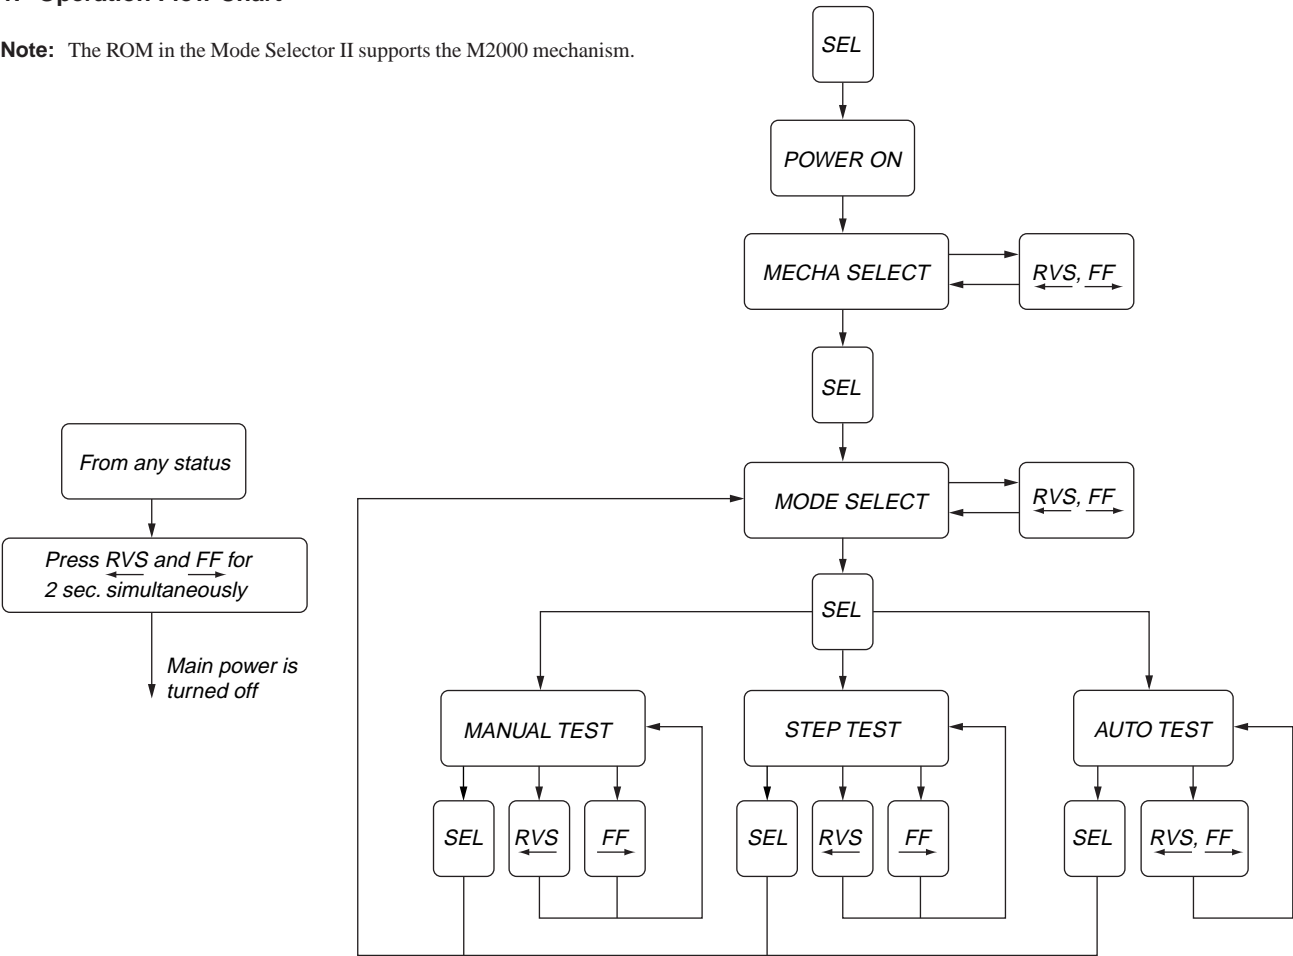 Note: The ROM in the Mode Selector II supports the M2000 mechanism.
SEL
POWER ON
MECHA SELECT
RVS, FF
SEL
From any status
Press RVS and FF for
2 sec. simultaneously
Main power is
turned off
MODE SELECT
RVS, FF
SEL
MANUAL TEST
STEP TEST
AUTO TEST
SEL
RVS
FF
SEL
RVS
FF
SEL
RVS, FF